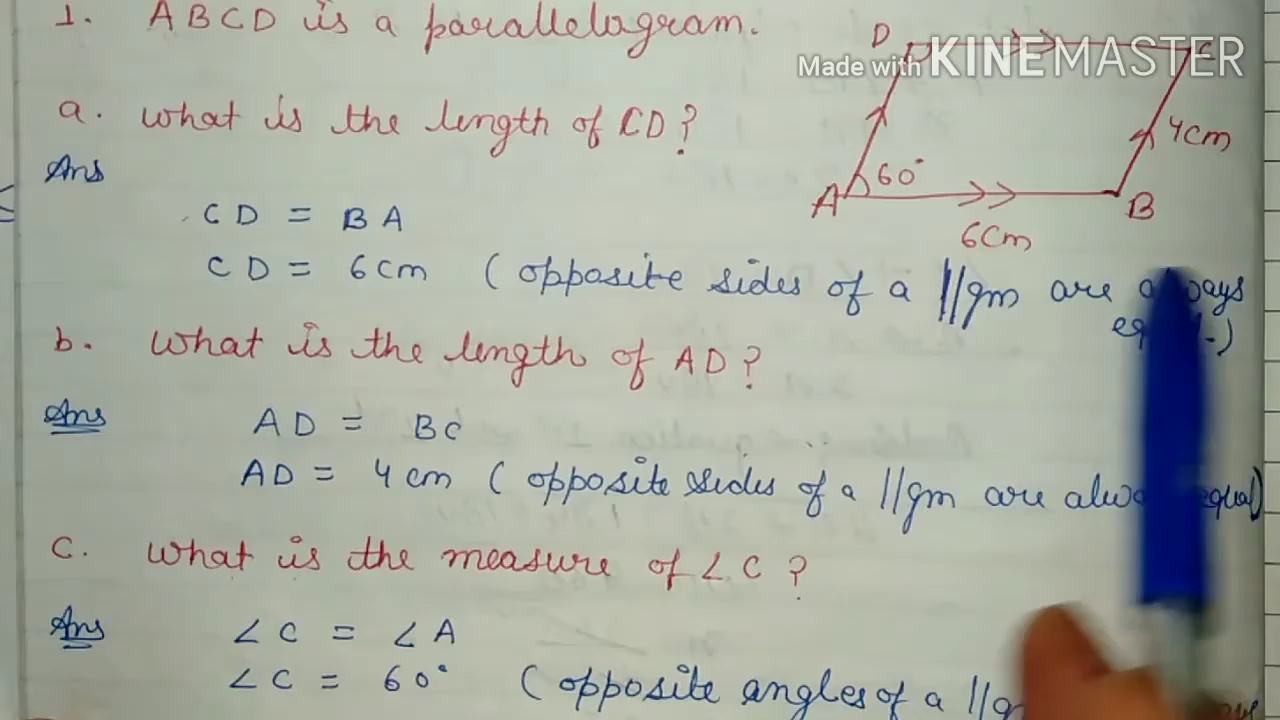 1. ABCD is a parallelogram.
D
Made with KINEMASTER
a. what is the length of CD?
4cm
60°
Ans
A
B
CD = BA
6cm
CD = 6cm (opposite sides of a ||gm are
b. what is the length of AD?
Ans
AD = BC
AD = 4cm (opposite sides of a ||gm are equal)
c. what is the measure of ∠C?
Ans
∠C = ∠A
∠C = 60° (opposite angles of a